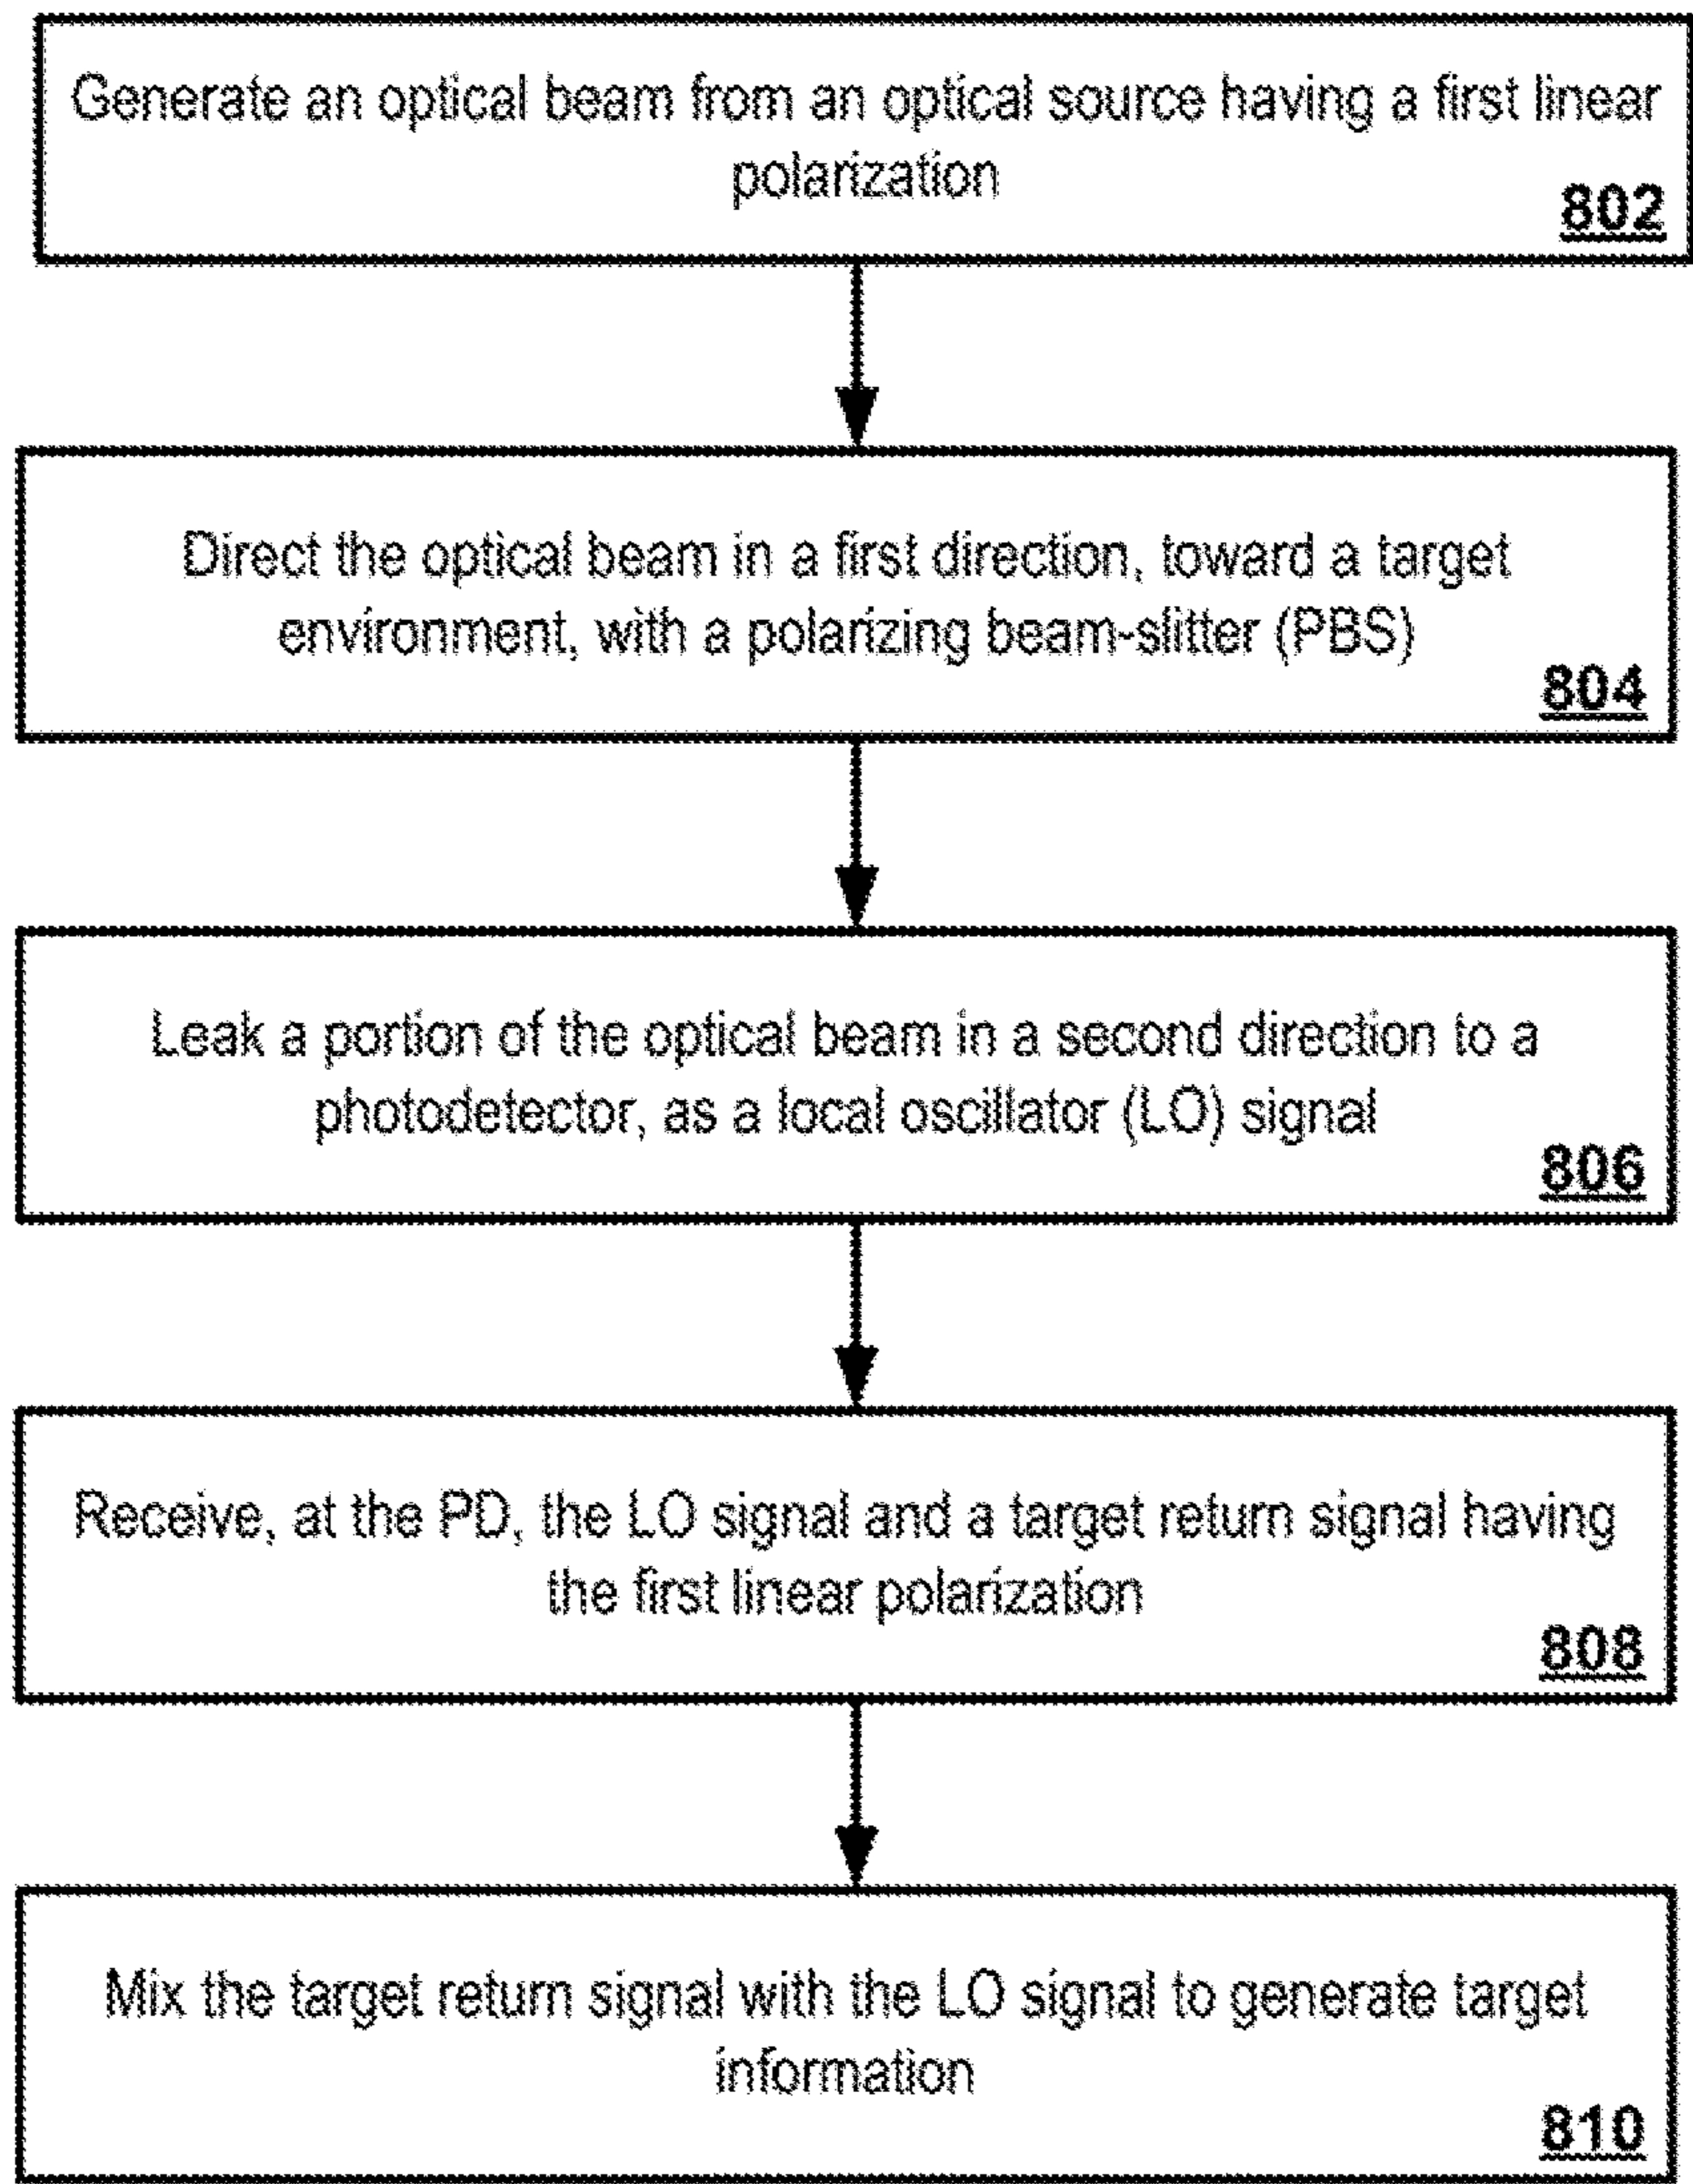 Generate an optical beam from an optical source having a first linear
polarization
802
Direct the optical beam in a first direction, toward a target
environment, with a polarizing beam-slitter (PBS)
804
Leak a portion of the optical beam in a second direction to a
photodetector, as a local oscillator (LO) signal
806
Receive, at the PD, the LO signal and a target return signal having
the first linear polarization
808
Mix the target return signal with the LO signal to generate target
information
810